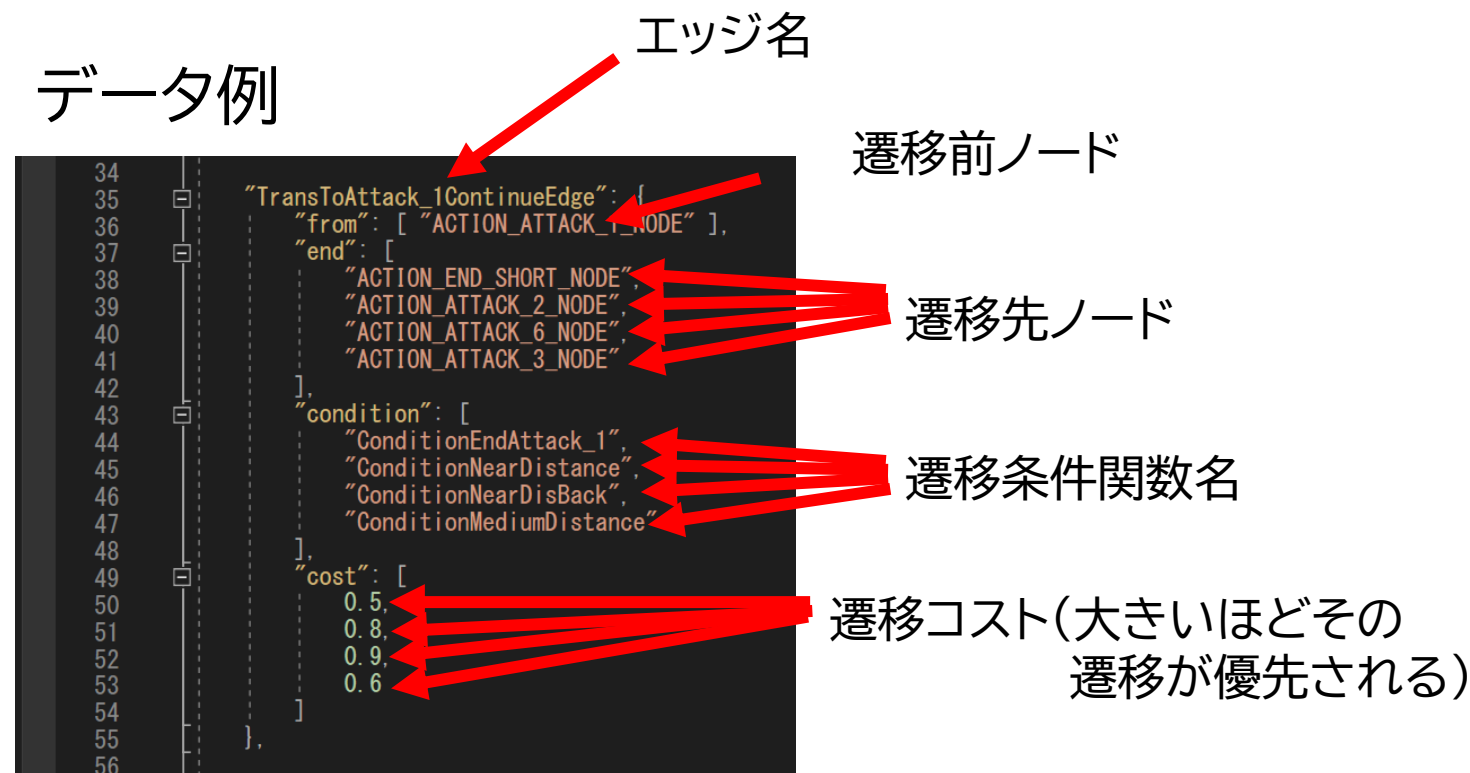 エッジ名
データ例
遷移前ノード
34
35 "TransToAttack_1ContinueEdge": {
36 "from": [ "ACTION_ATTACK_1_NODE" ],
37 "end": [
38 "ACTION_END_SHORT_NODE",
39 "ACTION_ATTACK_2_NODE",
40 "ACTION_ATTACK_6_NODE",
41 "ACTION_ATTACK_3_NODE"
42 ],
遷移先ノード
43 "condition": [
44 "ConditionEndAttack_1",
45 "ConditionNearDistance",
46 "ConditionNearDisBack",
47 "ConditionMediumDistance"
48 ],
遷移条件関数名
49 "cost": [
50 0.5,
51 0.8,
52 0.9,
53 0.6
54 ]
55 },
56
遷移コスト(大きいほどその
遷移が優先される)